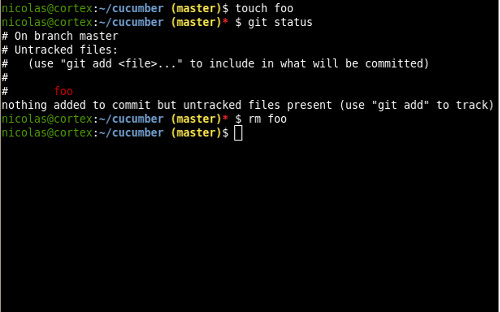 nicolas@cortex:~/cucumber (master)$ touch foo
nicolas@cortex:~/cucumber (master)* $ git status
# On branch master
# Untracked files:
#   (use "git add <file>..." to include in what will be committed)
#
#       foo
nothing added to commit but untracked files present (use "git add" to track)
nicolas@cortex:~/cucumber (master)* $ rm foo
nicolas@cortex:~/cucumber (master)$